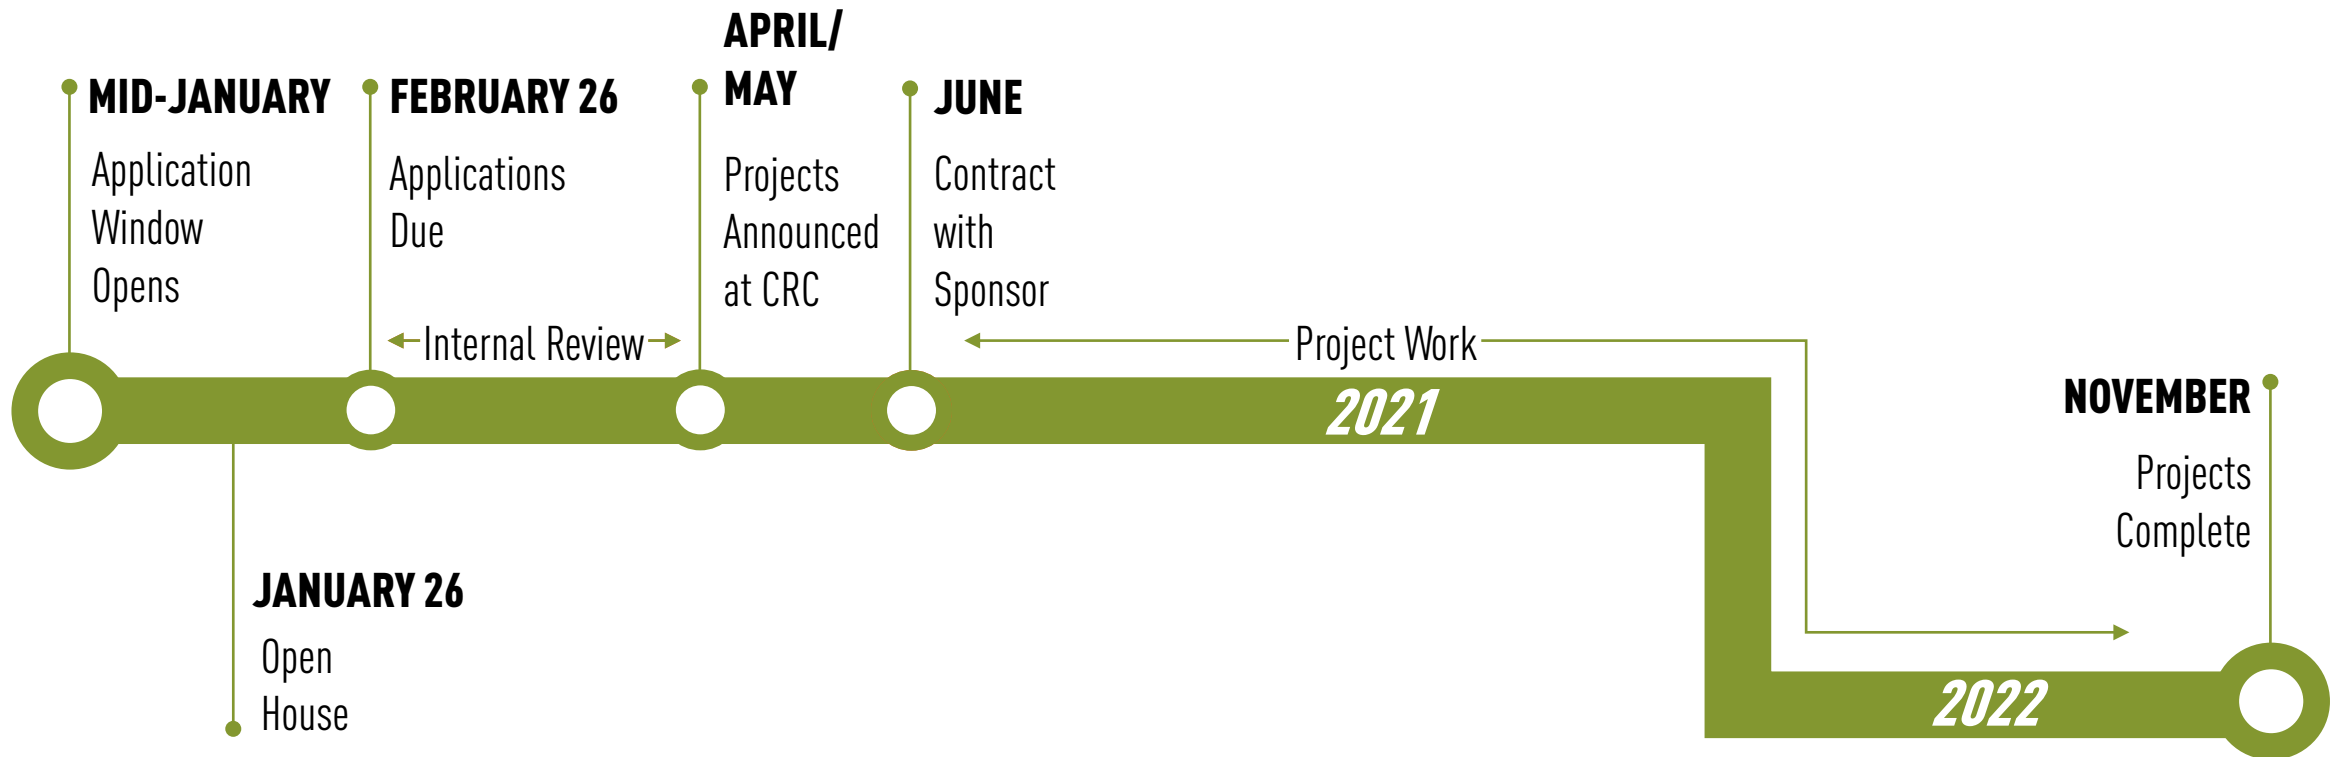 MID-JANUARY
Application
Window
Opens
JANUARY 26
Open
House
FEBRUARY 26
Applications
Due
Internal Review
APRIL/
MAY
Projects
Announced
at CRC
JUNE
Contract
with
Sponsor
Project Work
2021
NOVEMBER
Projects
Complete
2022